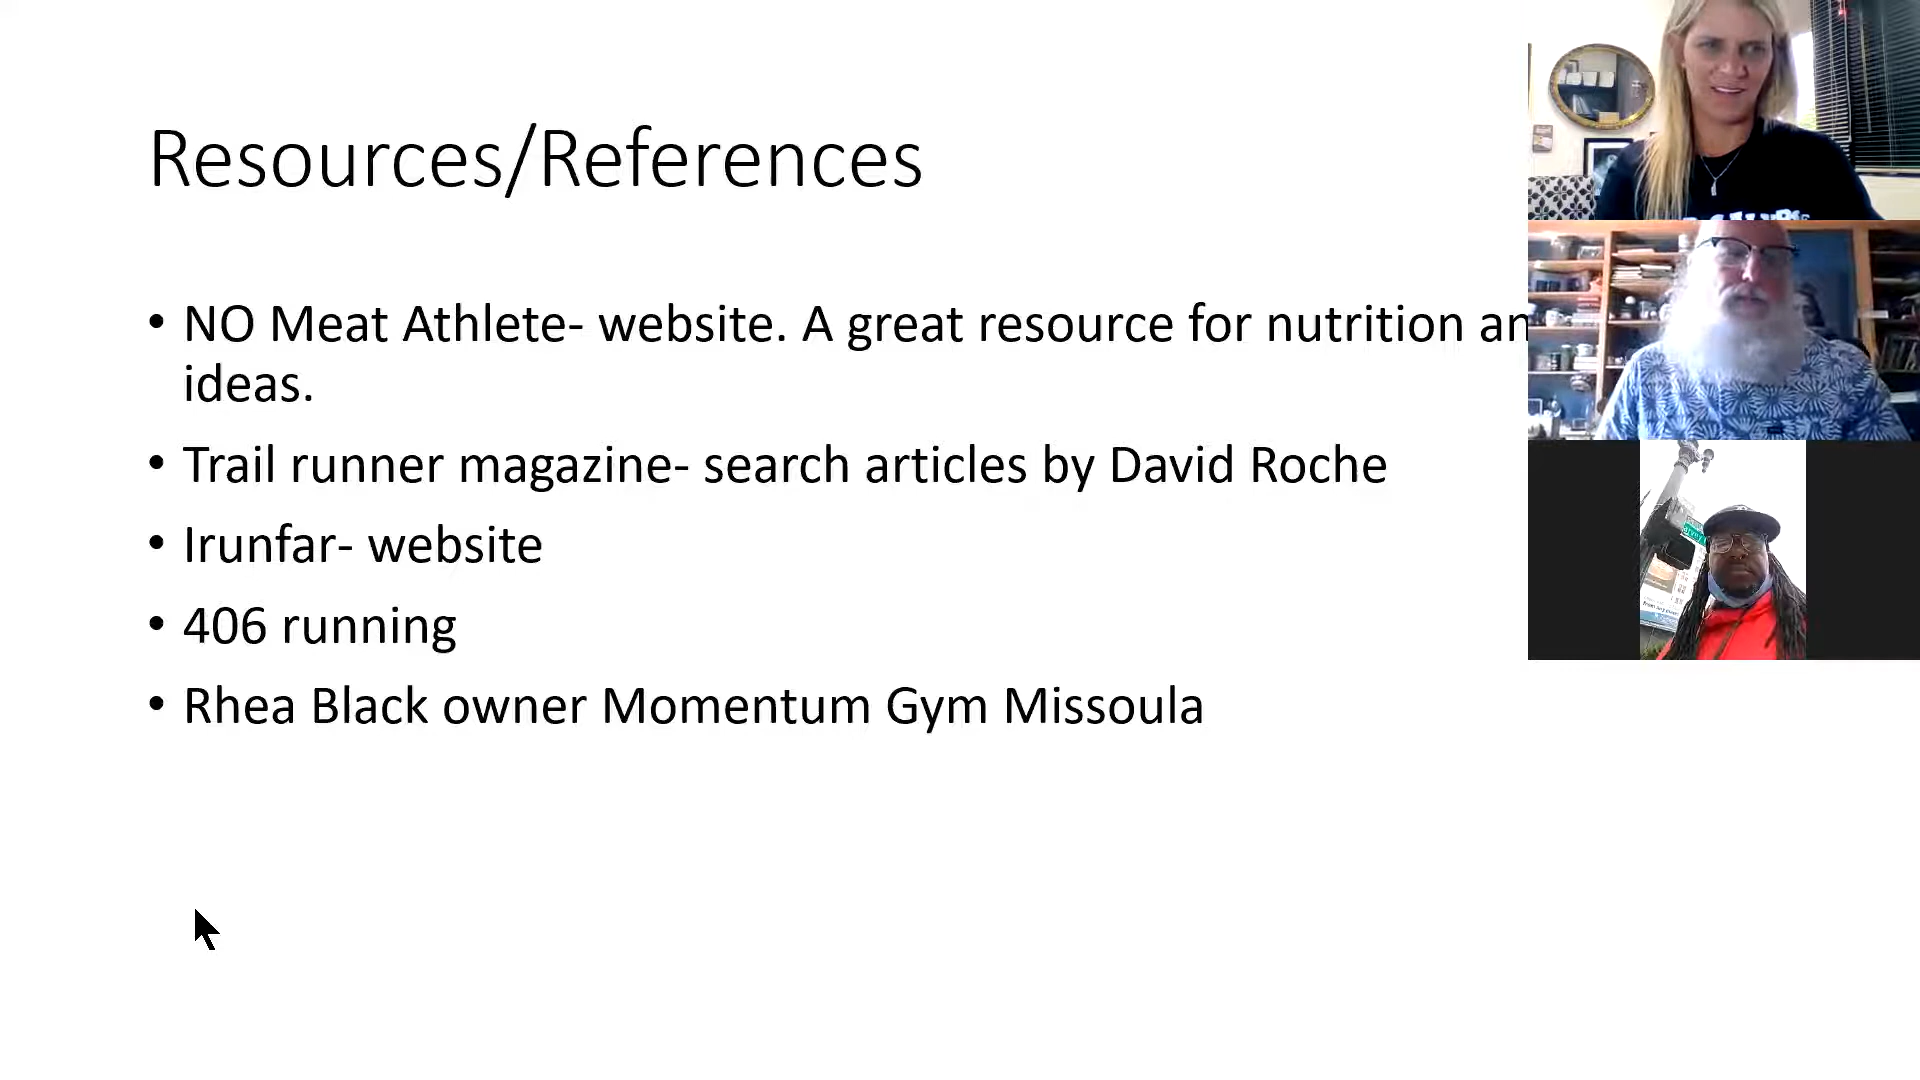 Resources/References
• NO Meat Athlete- website. A great resource for nutrition an
ideas.
• Trail runner magazine- search articles by David Roche
• Irunfar- website
• 406 running
• Rhea Black owner Momentum Gym Missoula